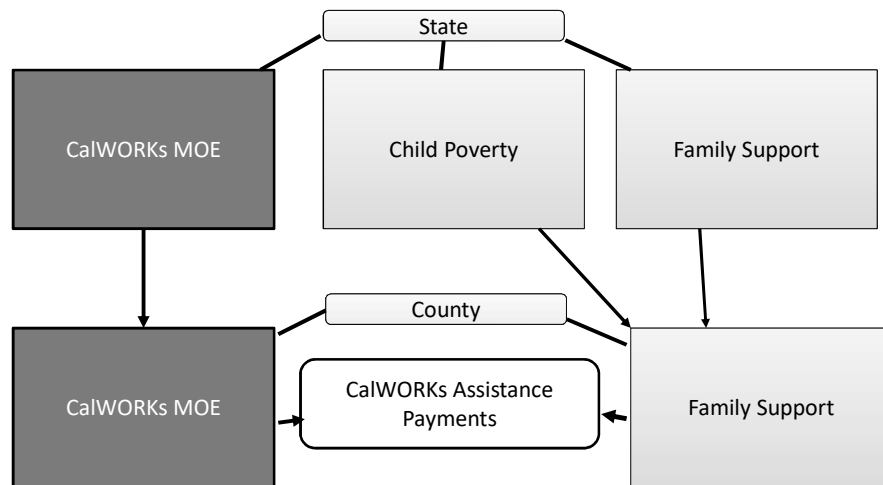 State
CalWORKs MOE
Child Poverty
Family Support
County
CalWORKs MOE
CalWORKs Assistance
Payments
Family Support